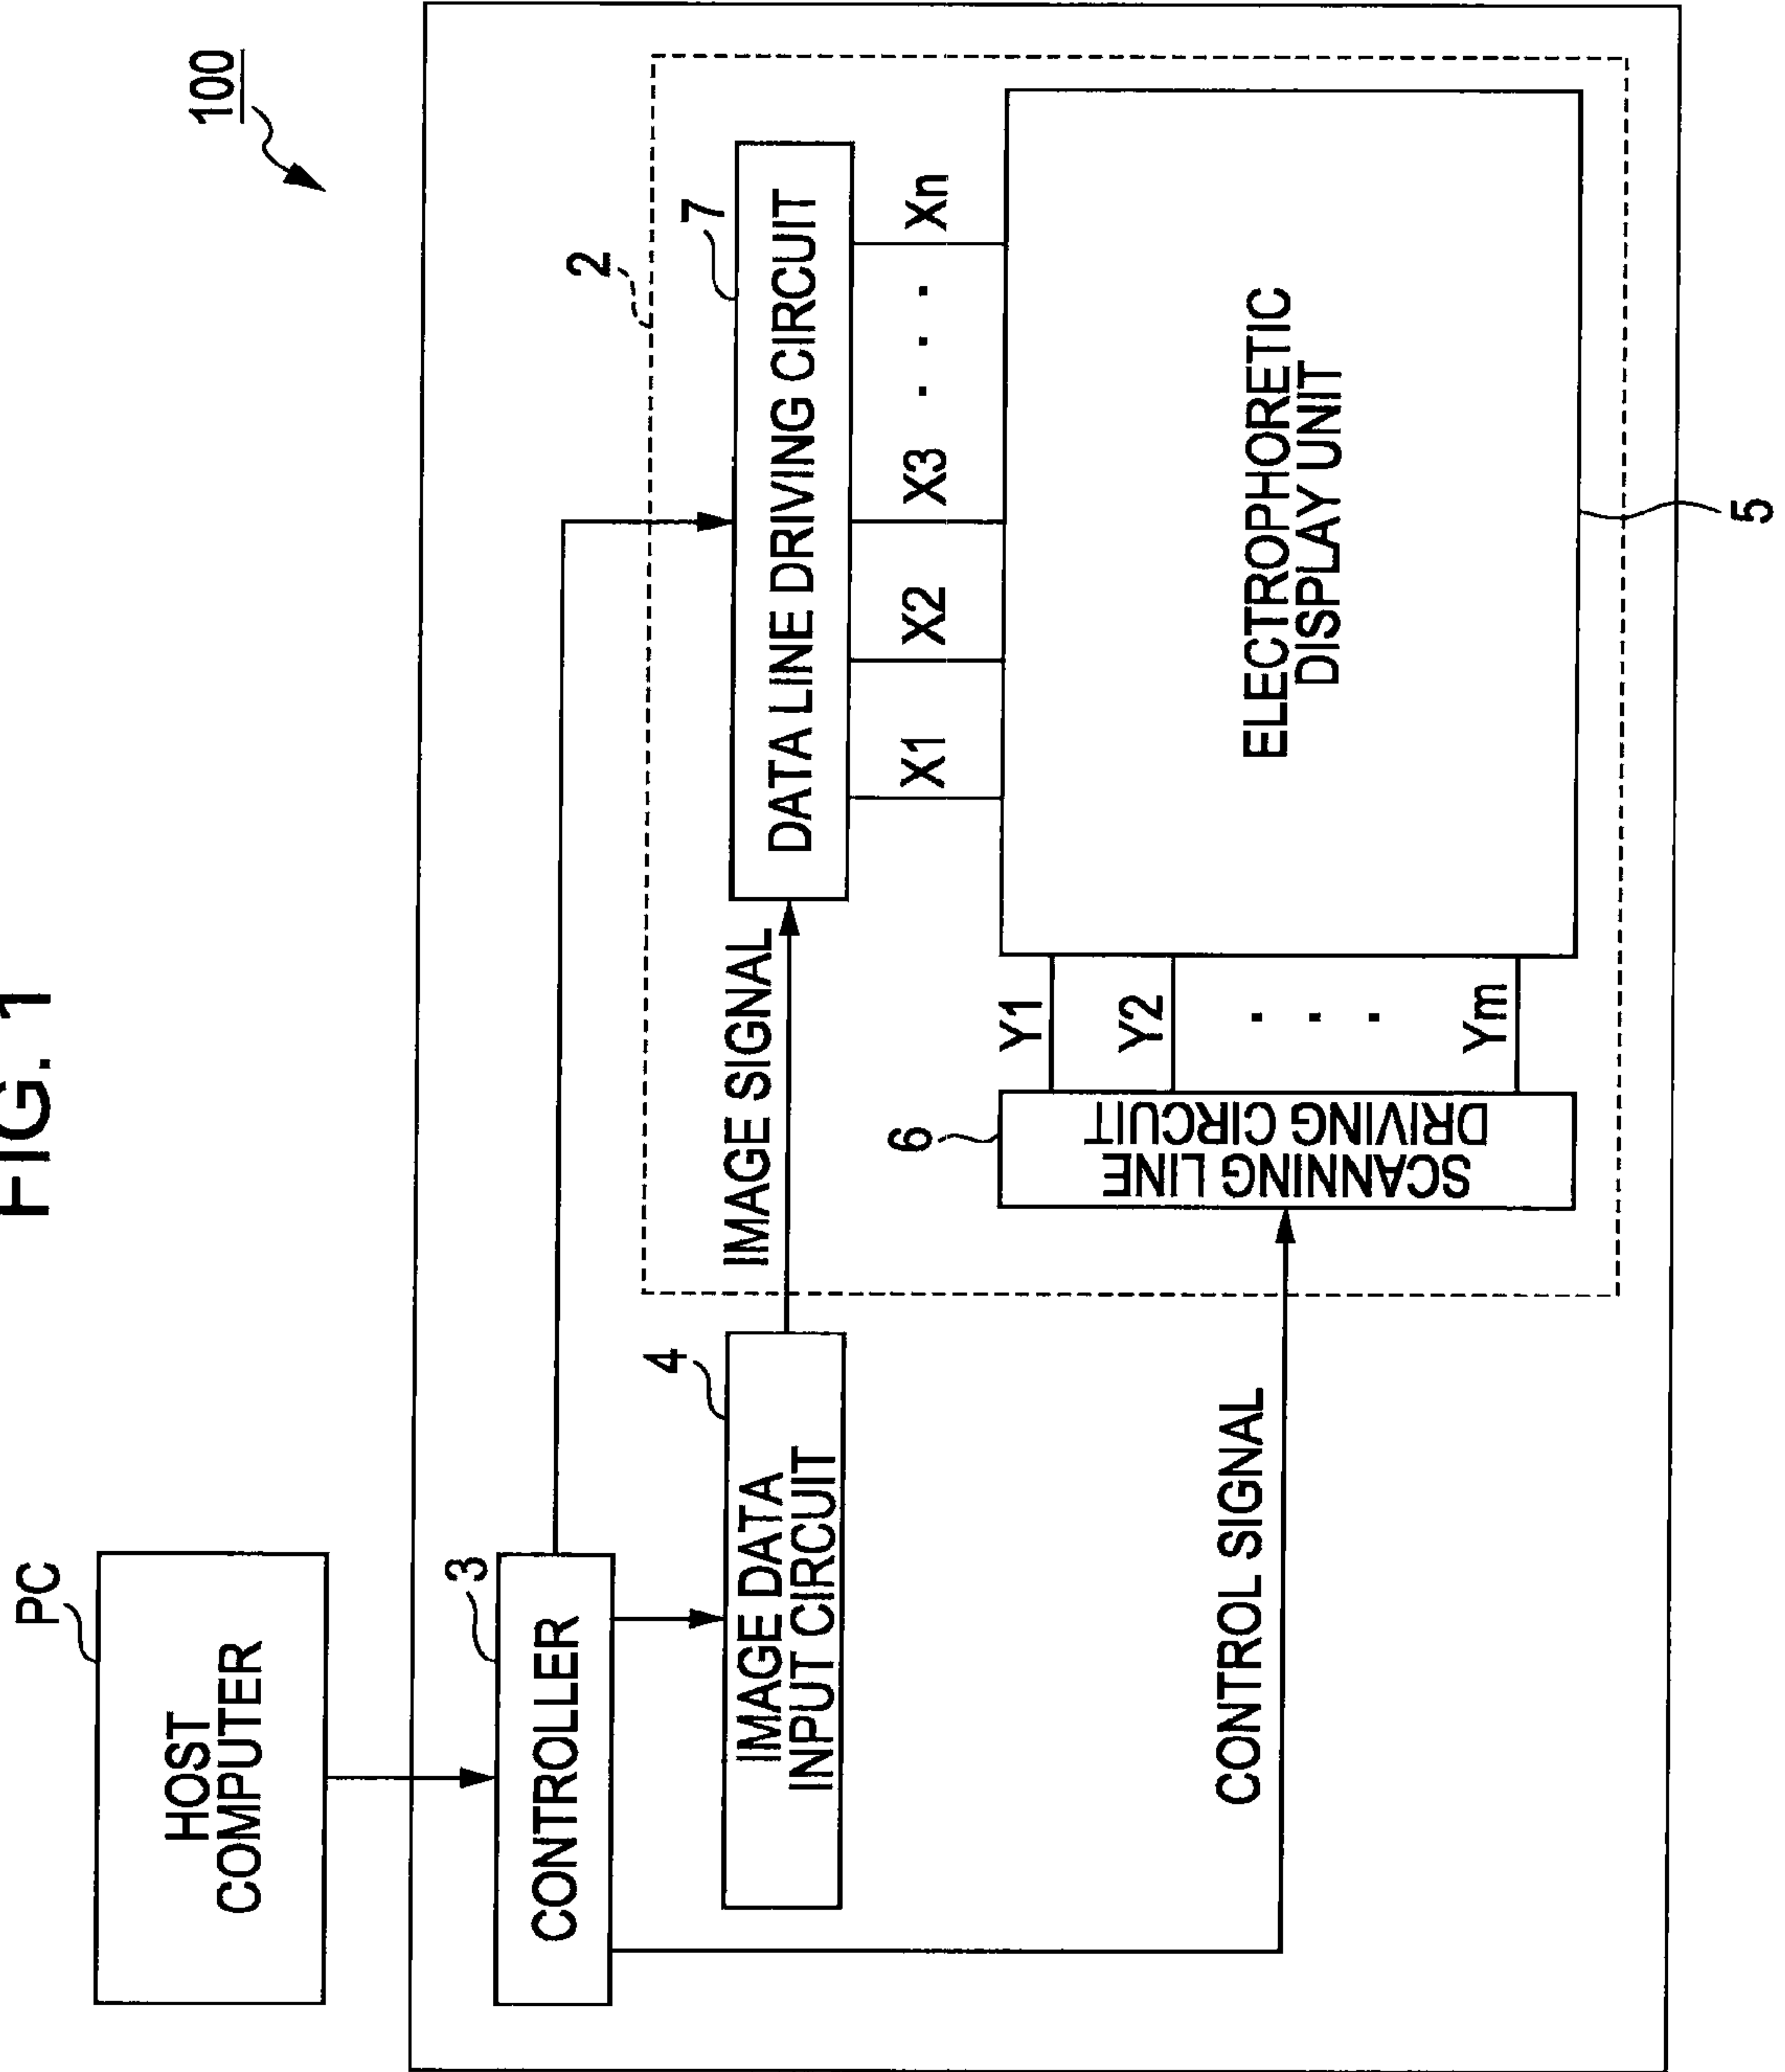 FIG. 1
100
PC
HOST
COMPUTER
3
CONTROLLER
2
7
DATA LINE DRIVING CIRCUIT
4
IMAGE DATA
INPUT CIRCUIT
IMAGE SIGNAL
X1 X2 X3 . . . Xn
6
SCANNING LINE
DRIVING CIRCUIT
Y1
Y2
. . .
Ym
CONTROL SIGNAL
ELECTROPHORETIC
DISPLAY UNIT
5